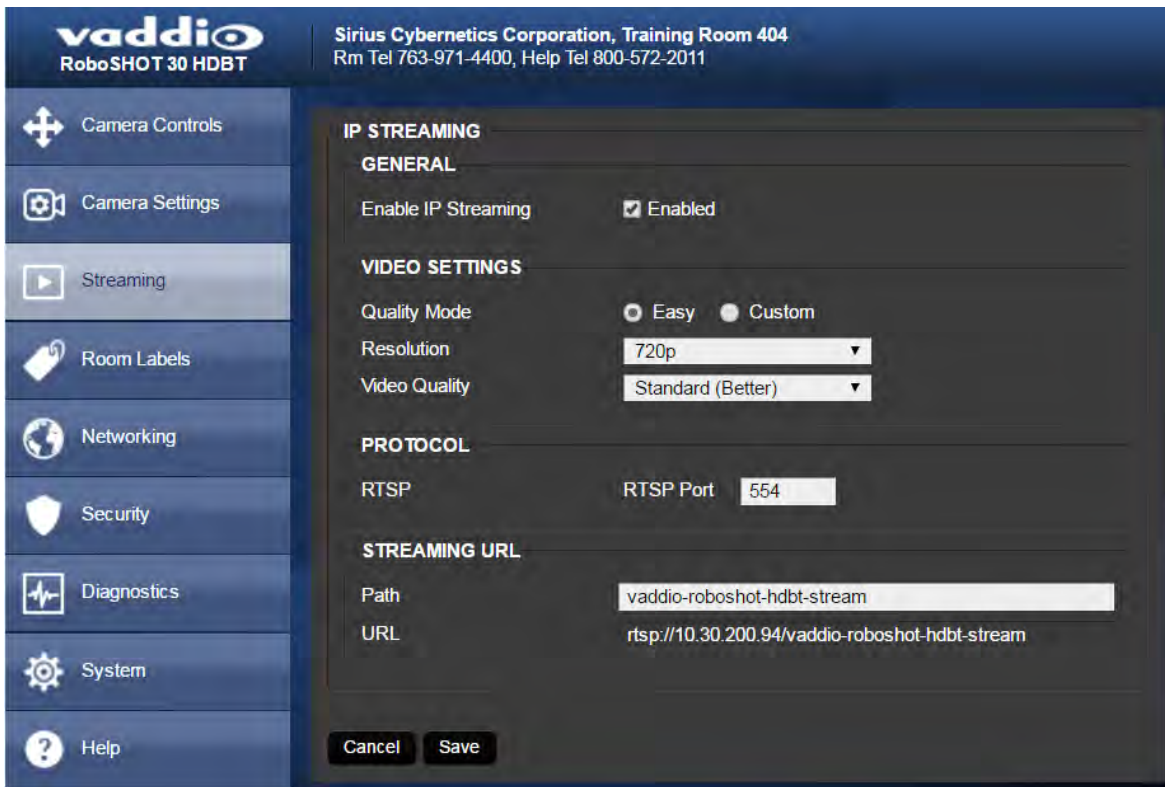 vaddio
RoboSHOT 30 HDBT
Sirius Cybernetics Corporation, Training Room 404
Rm Tel 763-971-4400, Help Tel 800-572-2011
Camera Controls
Camera Settings
Streaming
Room Labels
Networking
Security
Diagnostics
System
? Help
IP STREAMING
GENERAL
Enable IP Streaming Enabled
VIDEO SETTINGS
Quality Mode Easy Custom
Resolution 720p
Video Quality Standard (Better)
PROTOCOL
RTSP RTSP Port 554
STREAMING URL
Path vaddio-roboshot-hdbt-stream
URL rtsp://10.30.200.94/vaddio-roboshot-hdbt-stream
Cancel Save